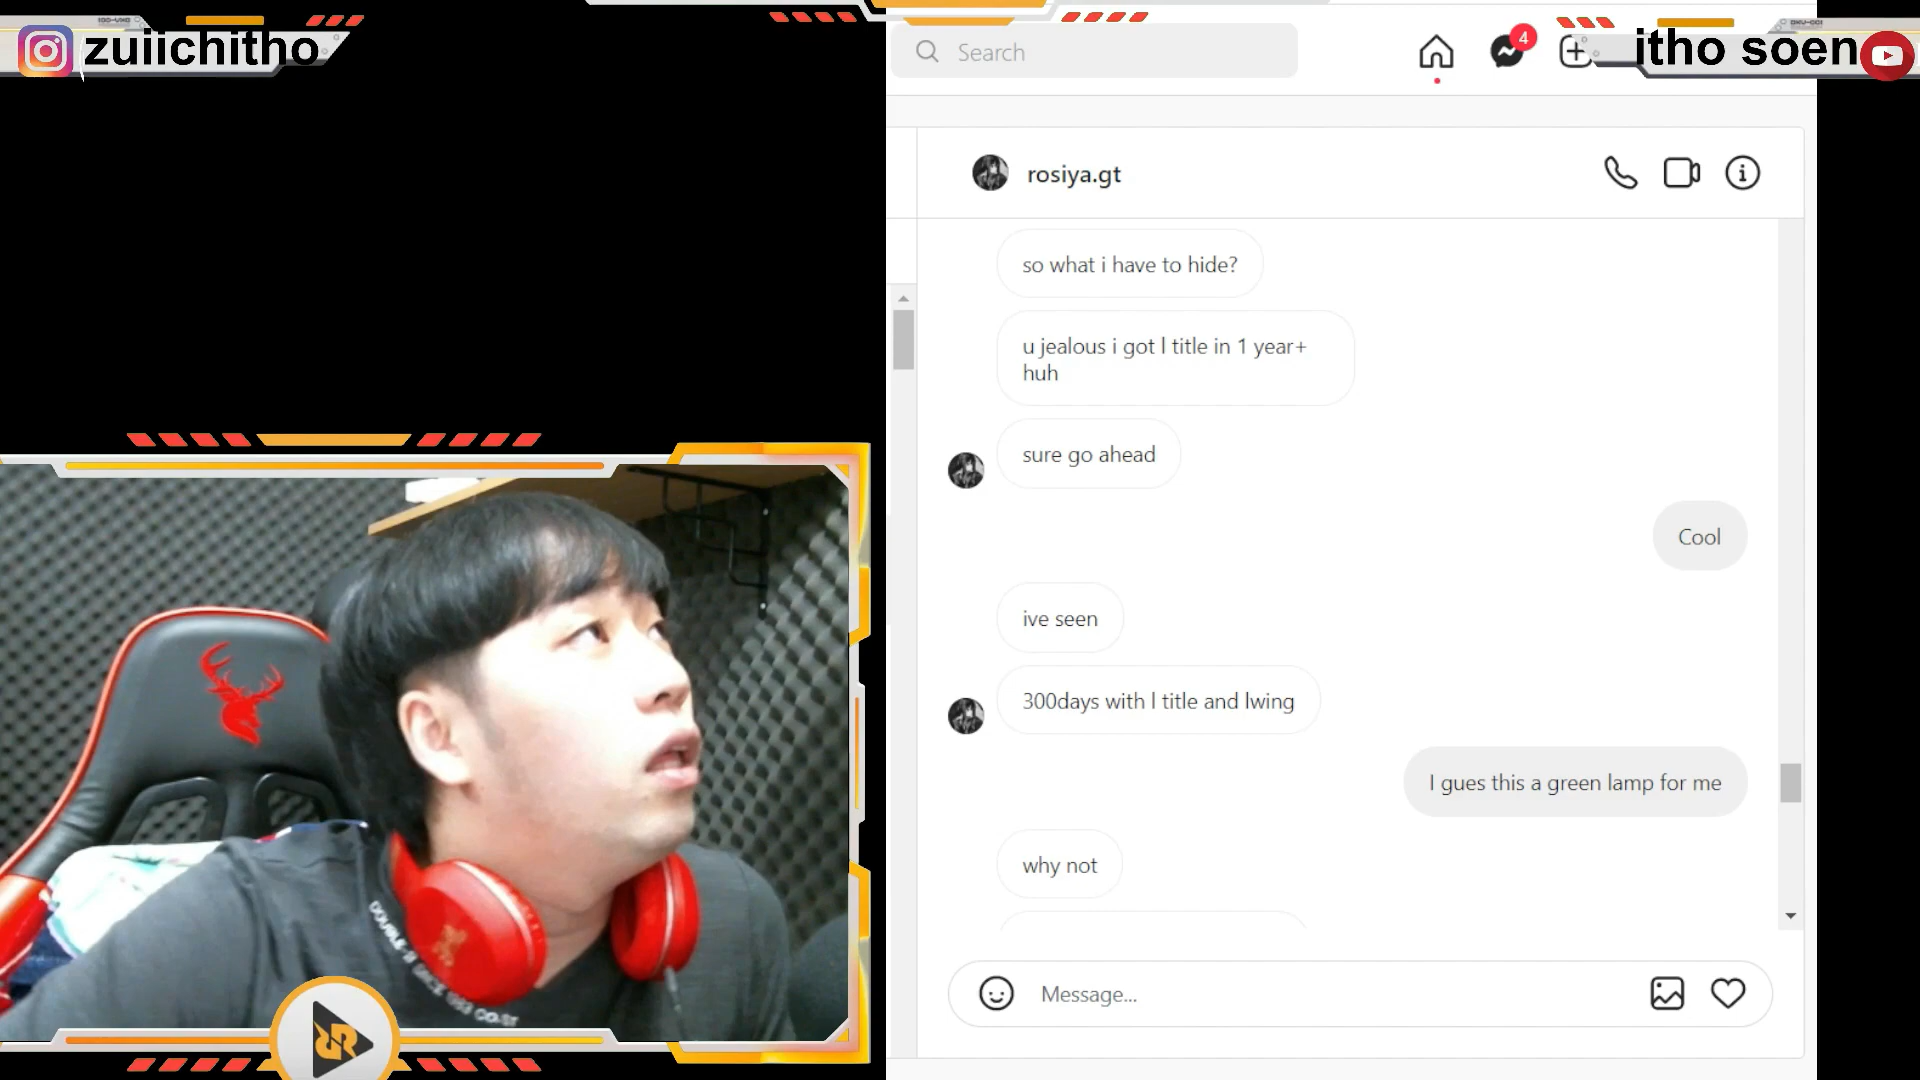 zuiichitho
itho soen
Search
4
rosiya.gt
so what i have to hide?
u jealous i got l title in 1 year+
huh
sure go ahead
Cool
ive seen
300days with l title and lwing
I gues this a green lamp for me
why not
Message...